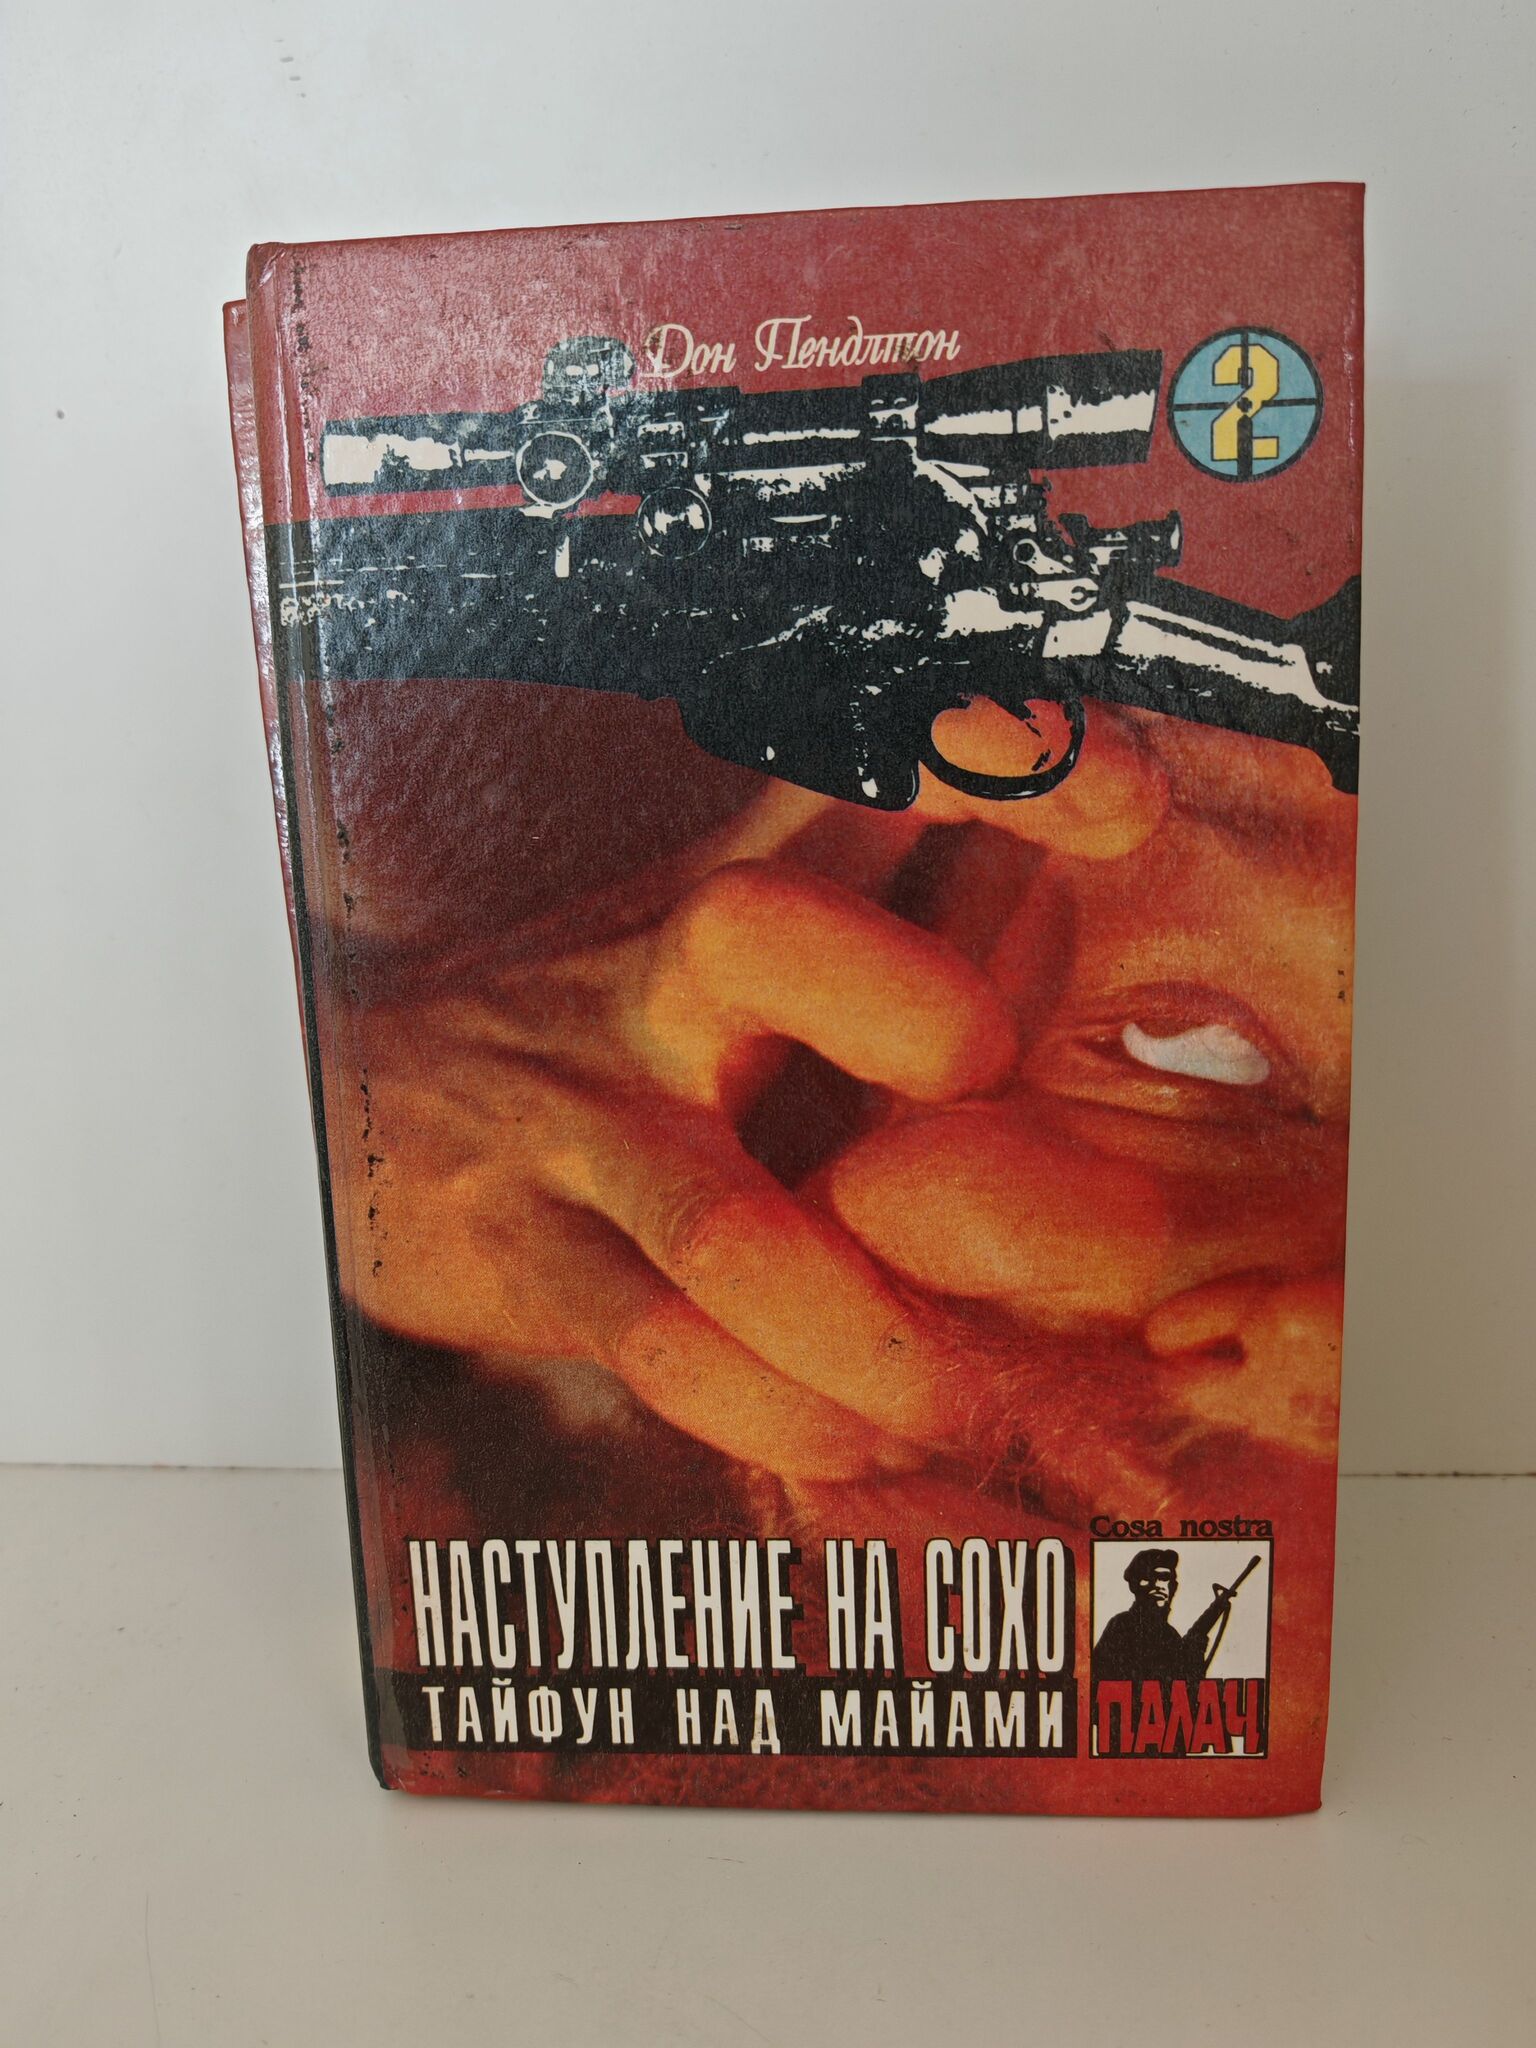 Дон Пендлтон
2
Cosa nostra
НАСТУПЛЕНИЕ НА СОХО
ТАЙФУН НАД МАЙАМИ
ПАЛАЧ